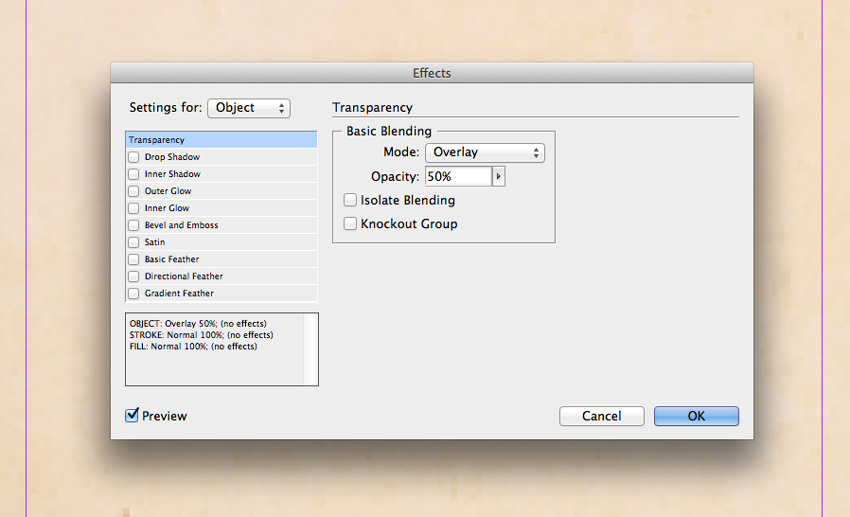 Effects
Settings for: Object
Transparency
Drop Shadow
Inner Shadow
Outer Glow
Inner Glow
Bevel and Emboss
Satin
Basic Feather
Directional Feather
Gradient Feather
OBJECT: Overlay 50%; (no effects)
STROKE: Normal 100%; (no effects)
FILL: Normal 100%; (no effects)
Preview
Transparency
Basic Blending
Mode: Overlay
Opacity: 50%
Isolate Blending
Knockout Group
Cancel
OK